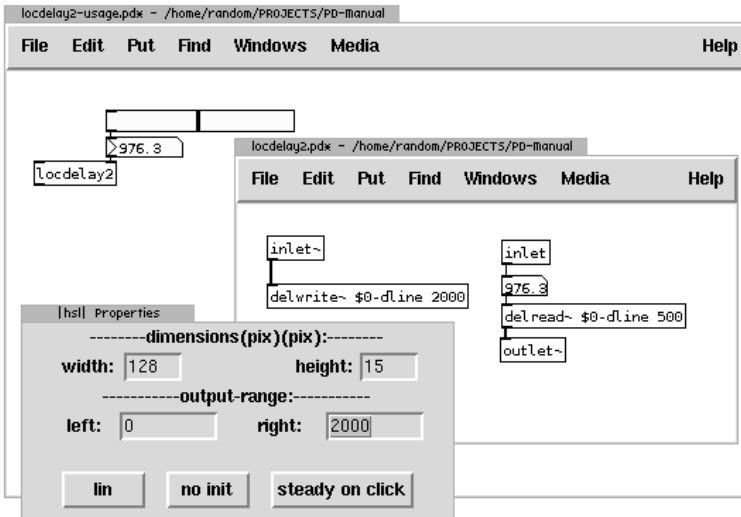 locdelay2-usage.pd* - /home/random/PROJECTS/PD-Manual
File Edit Put Find Windows Media Help
976.3
locdelay2
locdelay2.pd* - /home/random/PROJECTS/PD-Manual
File Edit Put Find Windows Media Help
inlet~ inlet
976.3
delwrite~ $0-dline 2000
delread~ $0-dline 500
outlet~
|hsl| Properties
--------dimensions(pix)(pix):--------
width: 128 height: 15
-----------output-range:-----------
left: 0 right: 2000
lin no init steady on click